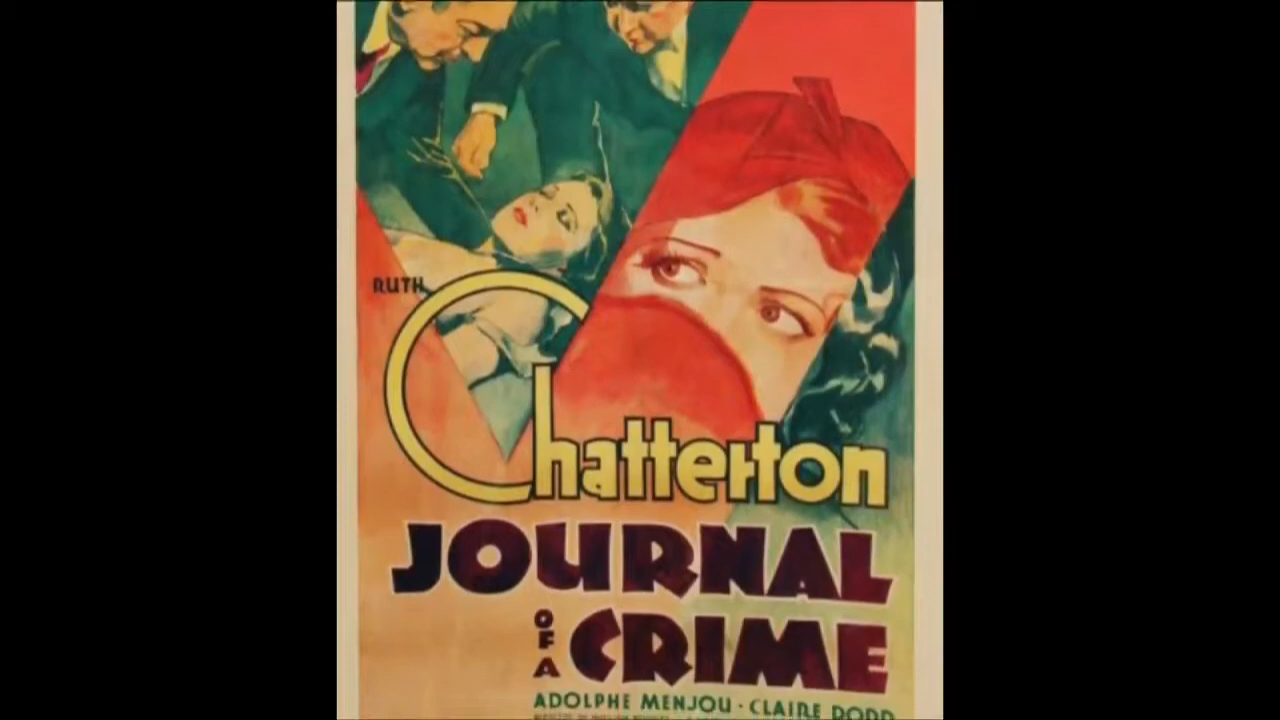 RUTH
Chatterton
JOURNAL
OF
A
CRIME
ADOLPHE MENJOU · CLAIRE DODD